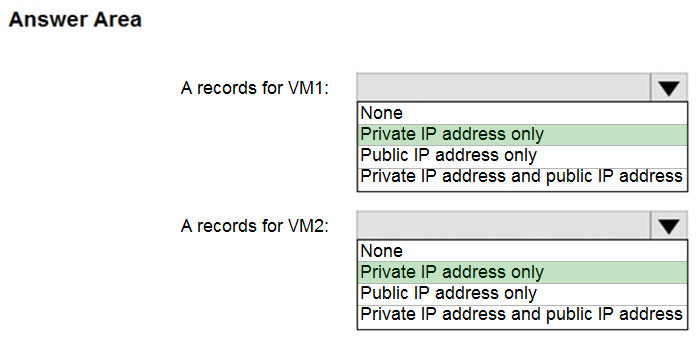 Answer Area
A records for VM1:
None
Private IP address only
Public IP address only
Private IP address and public IP address
A records for VM2:
None
Private IP address only
Public IP address only
Private IP address and public IP address